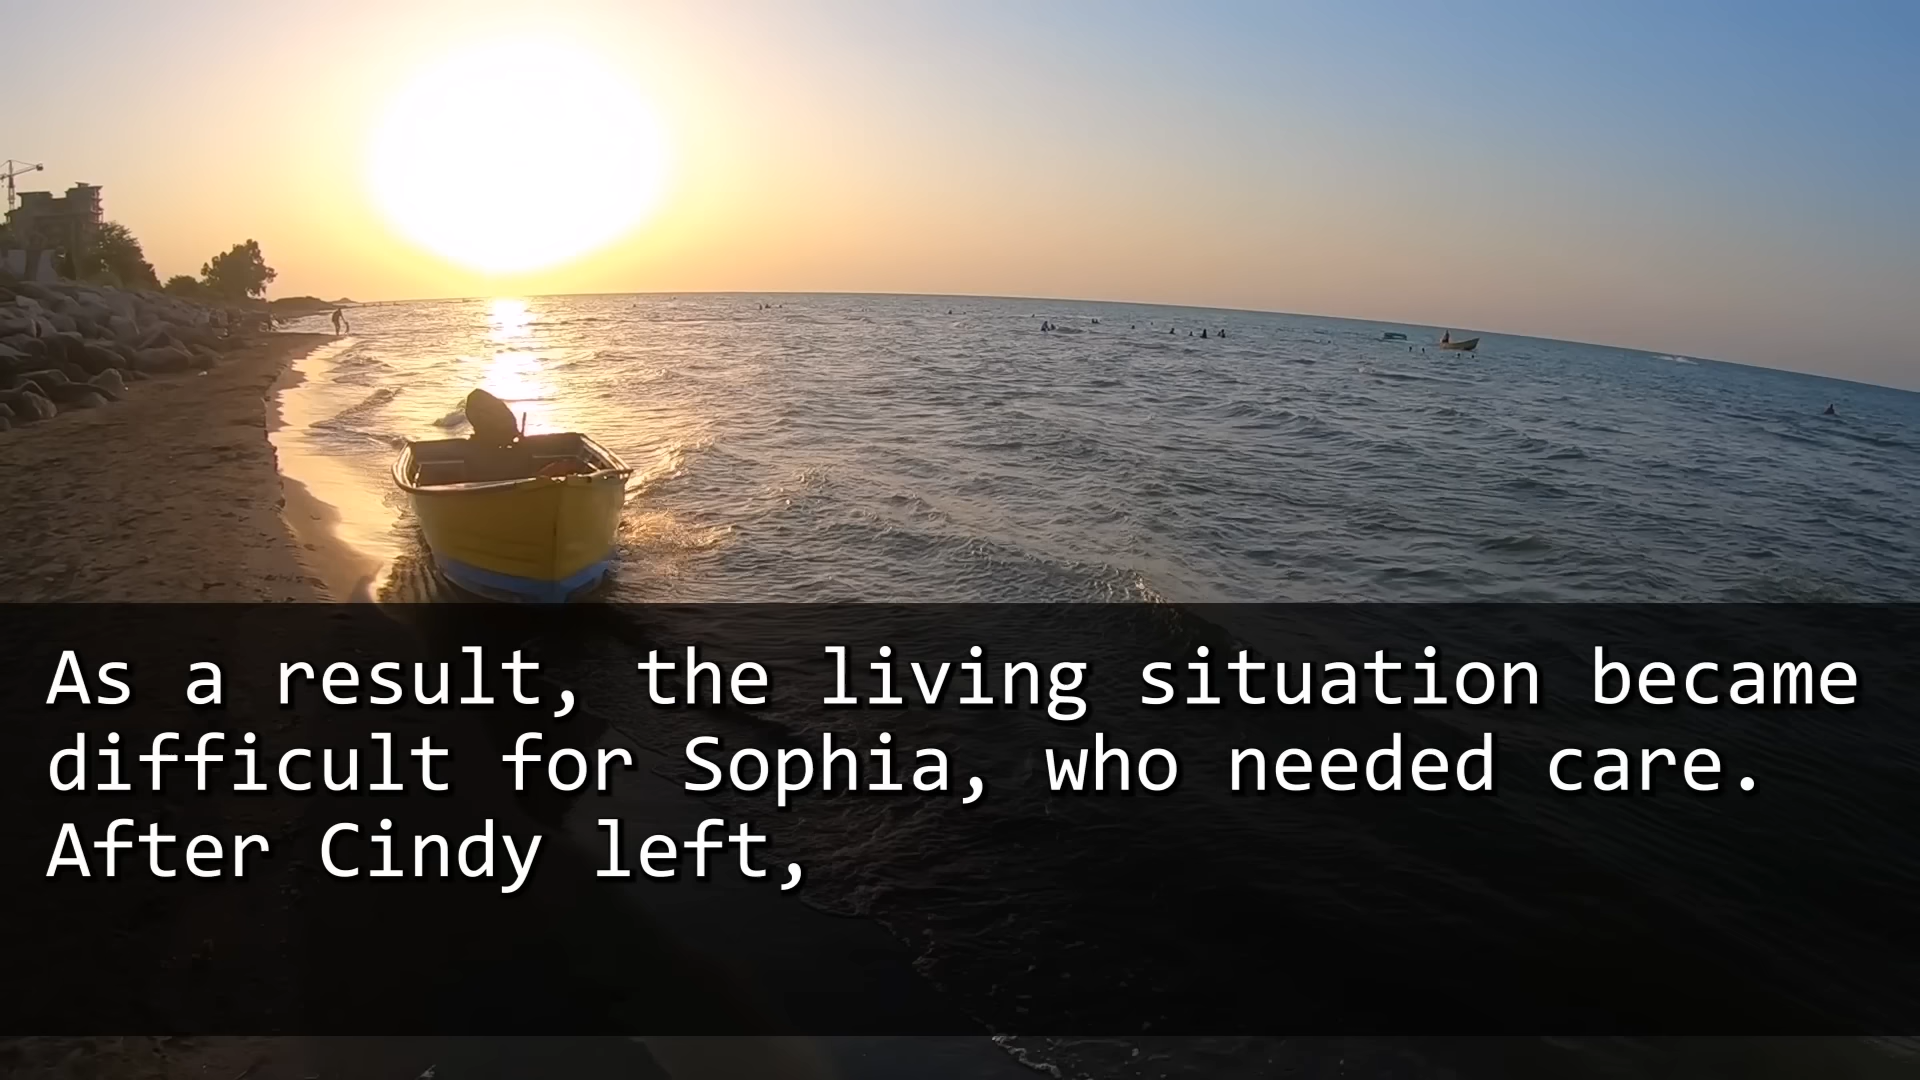 As a result, the living situation became
difficult for Sophia, who needed care.
After Cindy left,